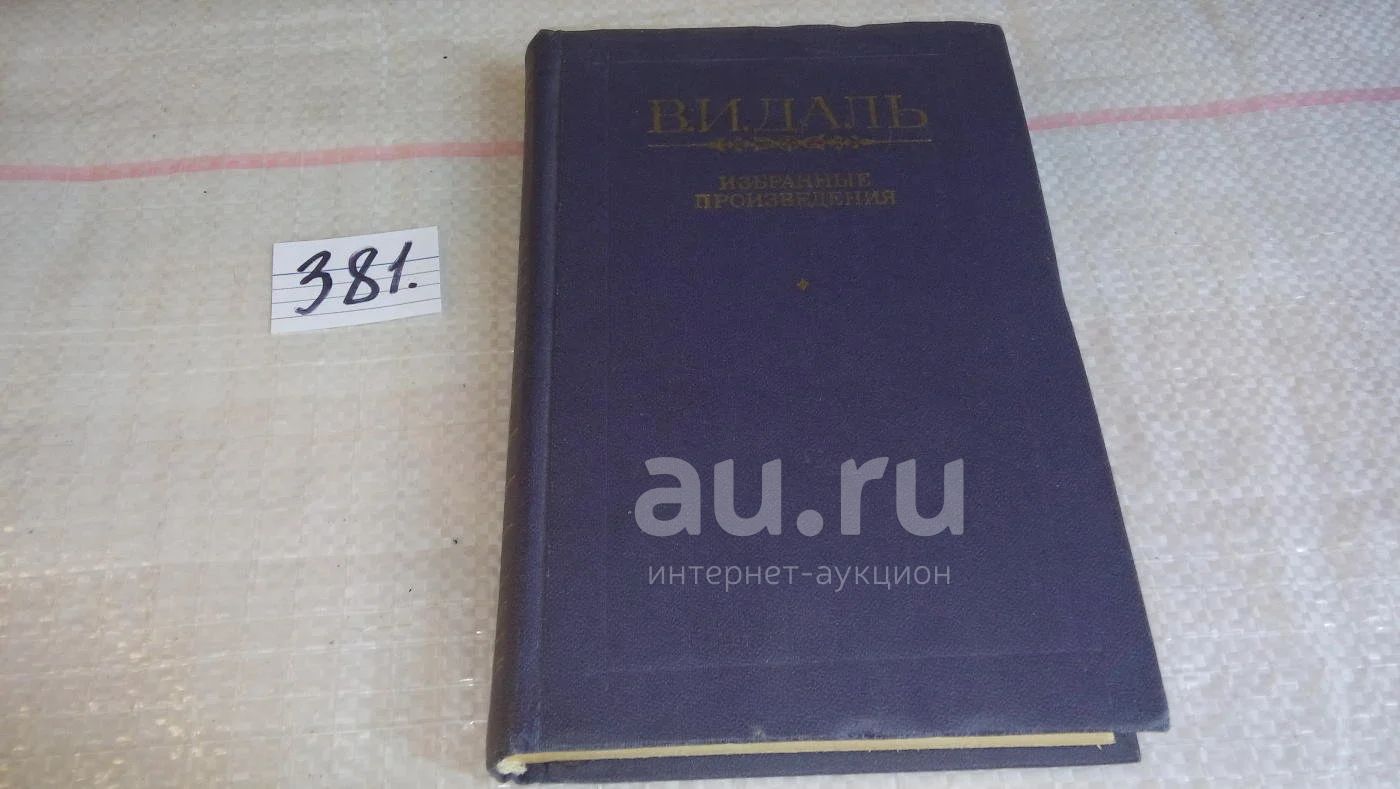 В.И.ДАЛЬ
ИЗБРАННЫЕ
ПРОИЗВЕДЕНИЯ
381.
au.ru
интернет-аукцион